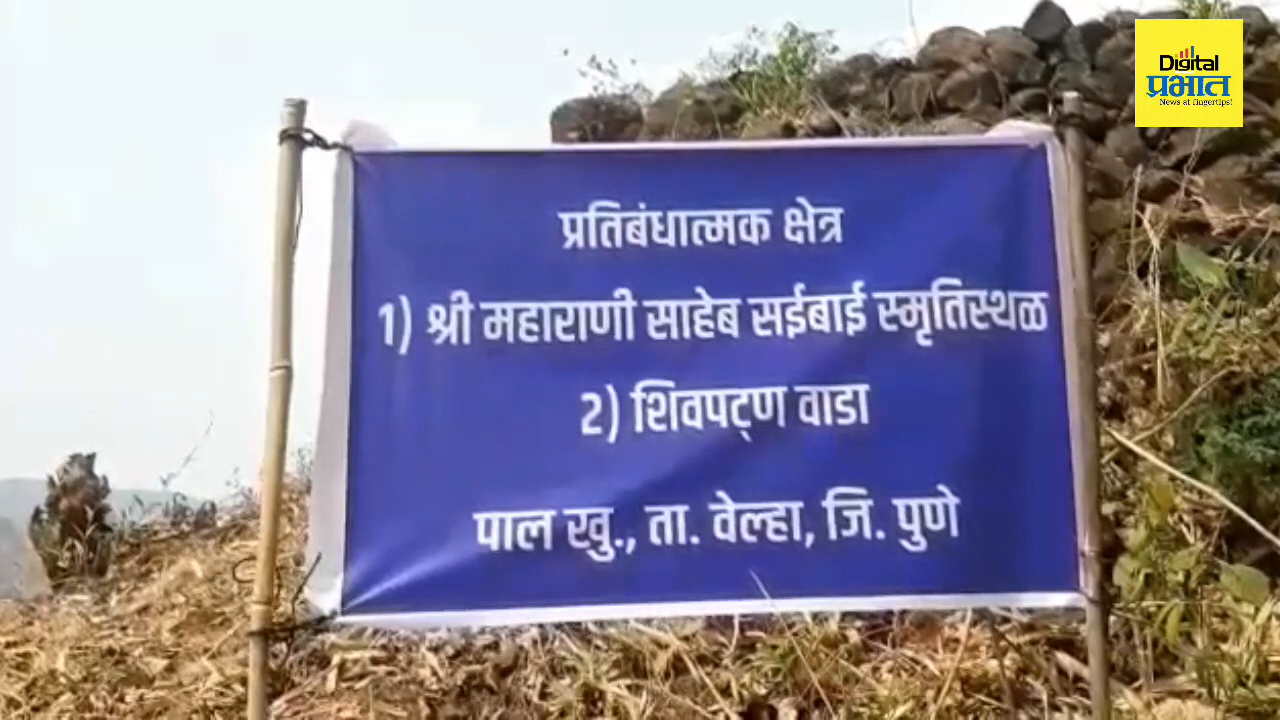 Digital
प्रभात
News at fingertips!
प्रतिबंधात्मक क्षेत्र
1) श्री महाराणी साहेब सईबाई स्मृतिस्थळ
2) शिवपट्ण वाडा
पाल खु., ता. वेल्हा, जि. पुणे